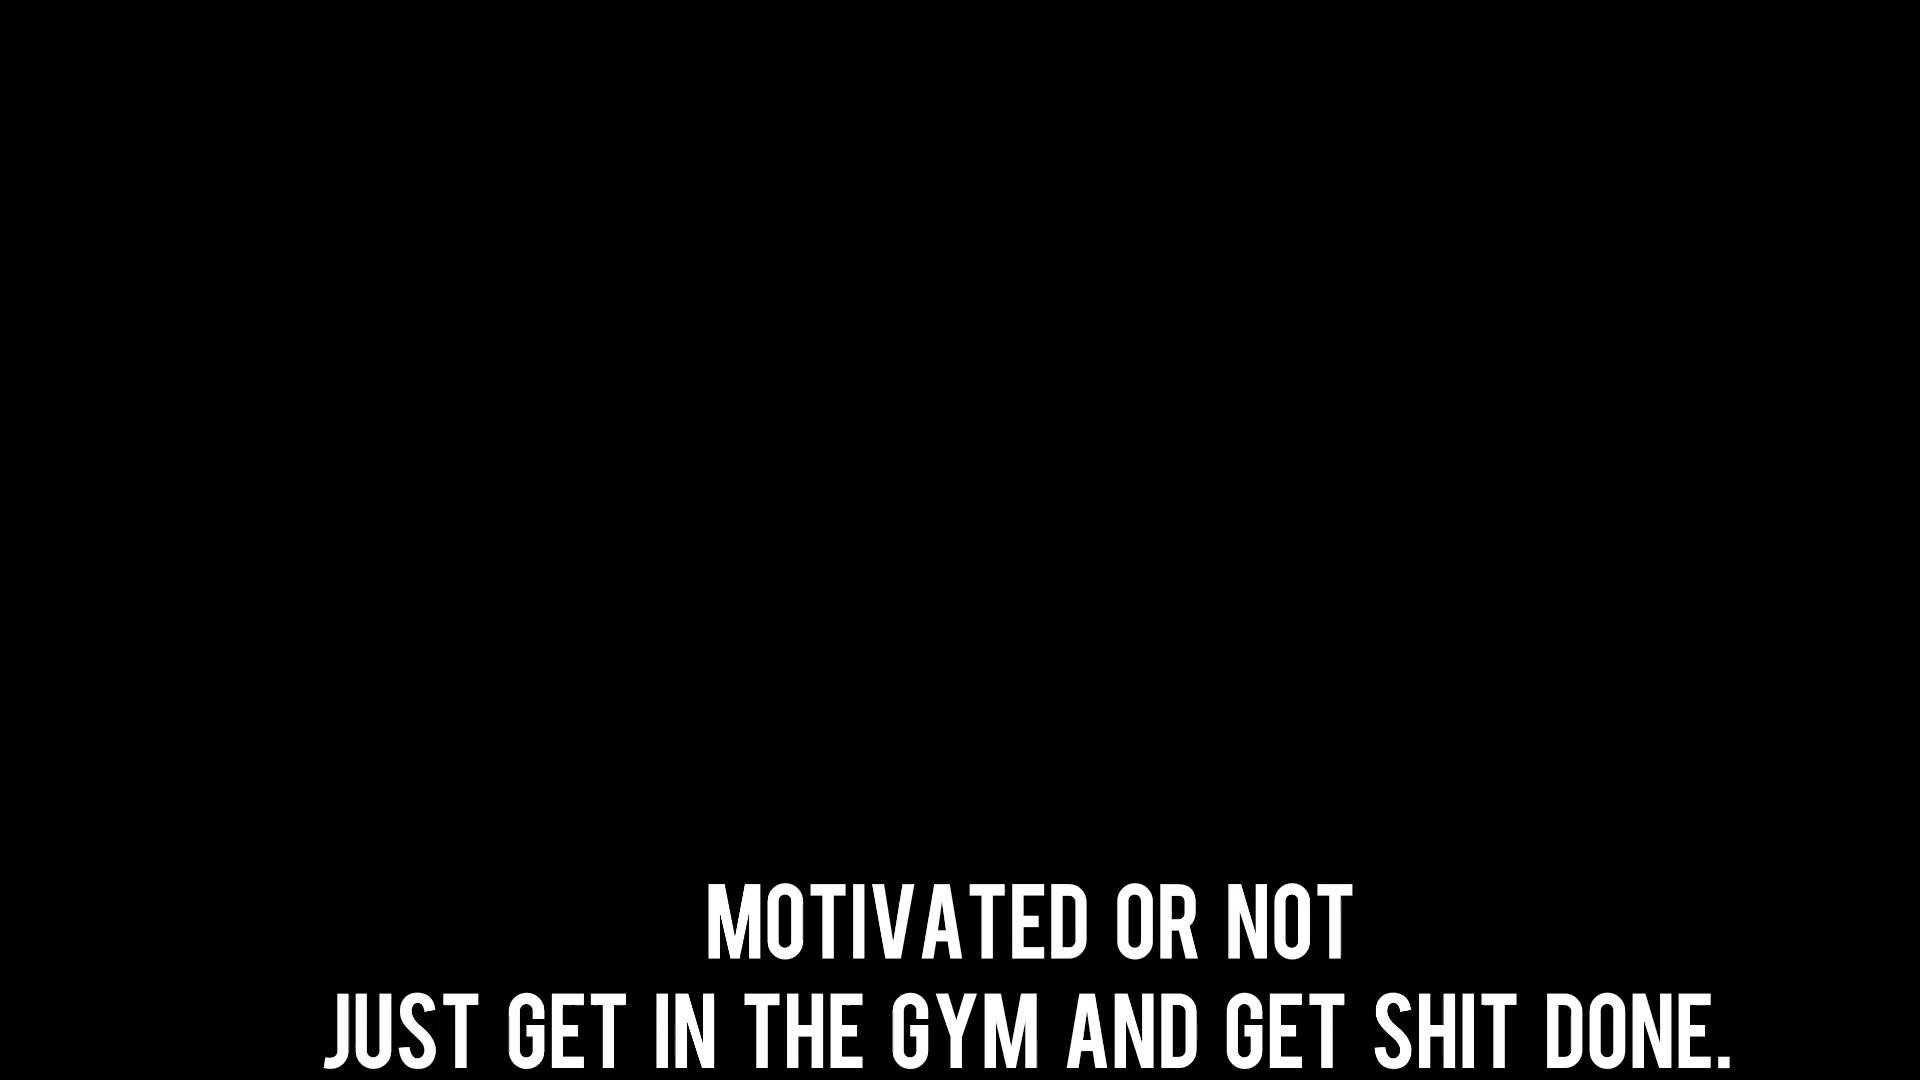 MOTIVATED OR NOT
JUST GET IN THE GYM AND GET SHIT DONE.